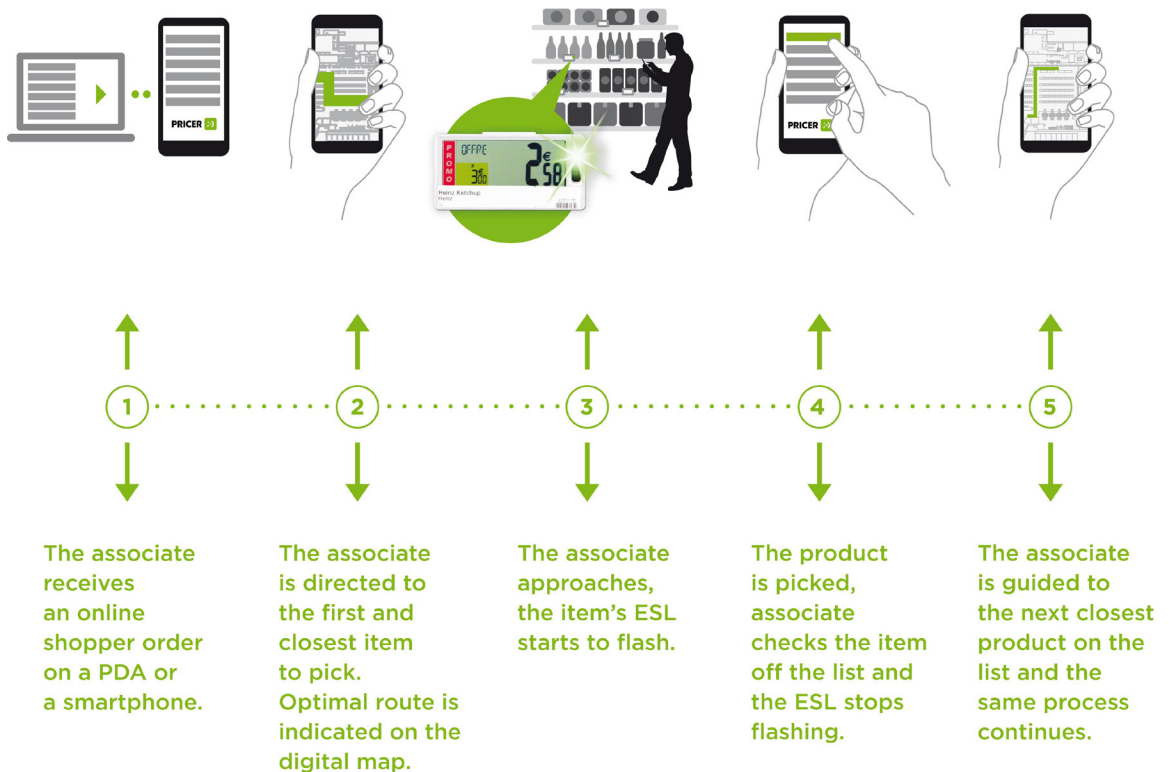 PRICER
PROMO
OFFRE
3€00
2€58
Heinz Ketchup
Heinz
PRICER
1
2
3
4
5
The associate
receives
an online
shopper order
on a PDA or
a smartphone.
The associate
is directed to
the first and
closest item
to pick.
Optimal route is
indicated on the
digital map.
The associate
approaches,
the item’s ESL
starts to flash.
The product
is picked,
associate
checks the item
off the list and
the ESL stops
flashing.
The associate
is guided to
the next closest
product on the
list and the
same process
continues.